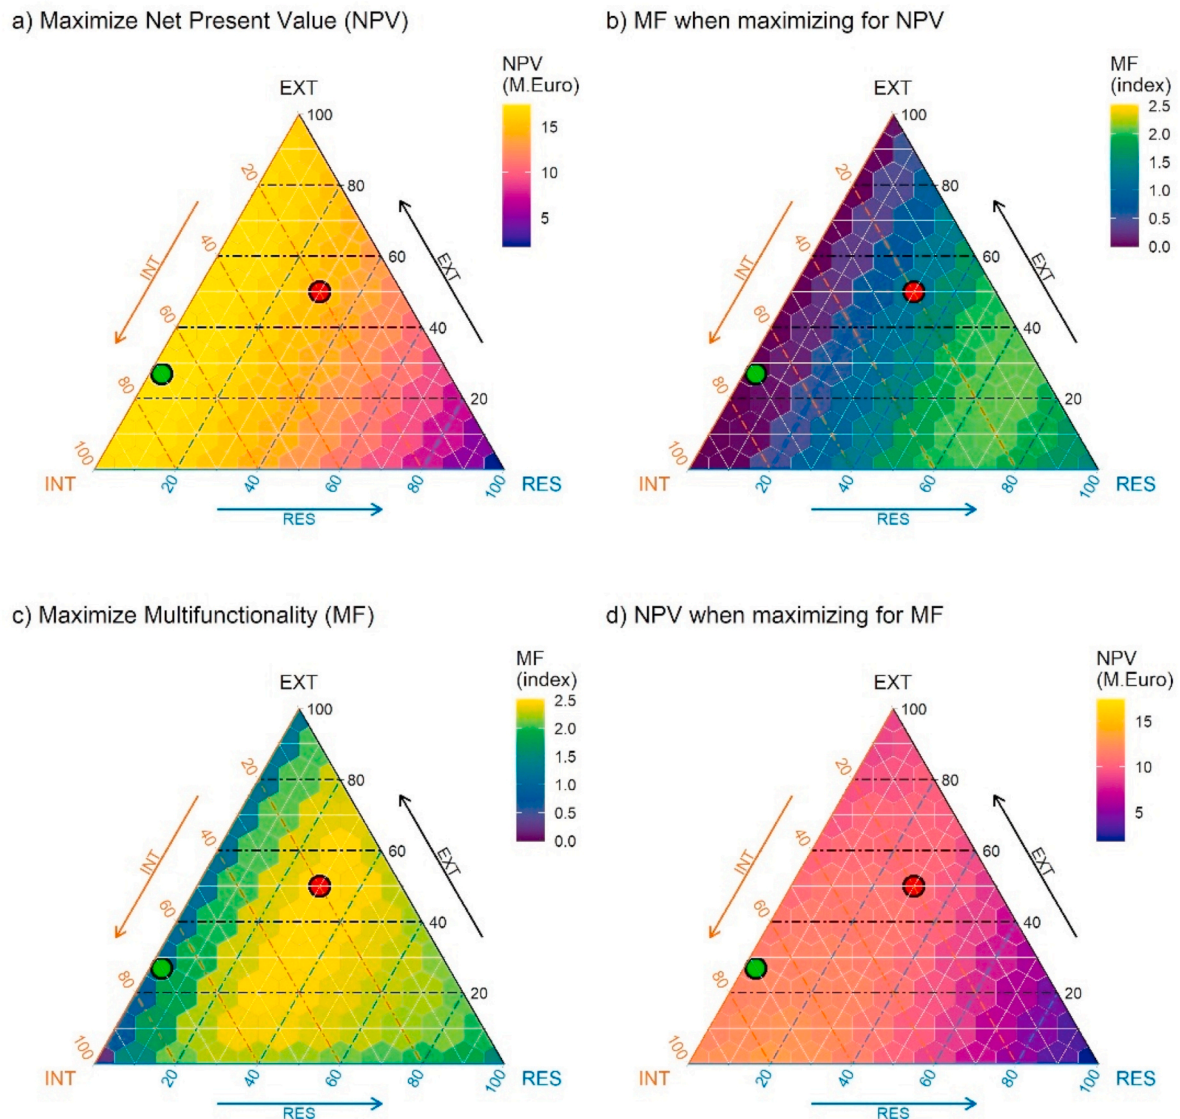 a) Maximize Net Present Value (NPV)
b) MF when maximizing for NPV
NPV
(M.Euro)
15
10
5
EXT
100
80
60
40
20
20
40
60
80
100
INT
EXT
INT
RES
20
40
60
80
100
RES
MF
(index)
2.5
2.0
1.5
1.0
0.5
0.0
EXT
100
80
60
40
20
20
40
60
80
100
INT
EXT
INT
RES
20
40
60
80
100
RES
c) Maximize Multifunctionality (MF)
d) NPV when maximizing for MF
MF
(index)
2.5
2.0
1.5
1.0
0.5
0.0
EXT
100
80
60
40
20
20
40
60
80
100
INT
EXT
INT
RES
20
40
60
80
100
RES
NPV
(M.Euro)
15
10
5
EXT
100
80
60
40
20
20
40
60
80
100
INT
EXT
INT
RES
20
40
60
80
100
RES